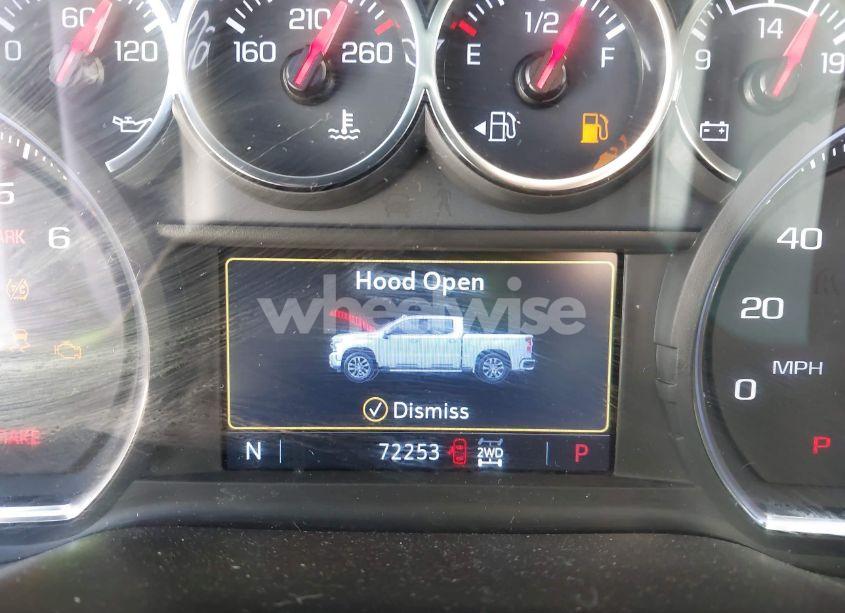 0 60 120
160 210 260
E 1/2 F
9 14 19
5
6
40
20
0
MPH
Hood Open
wheelwise
Dismiss
N 72253 2WD P
P